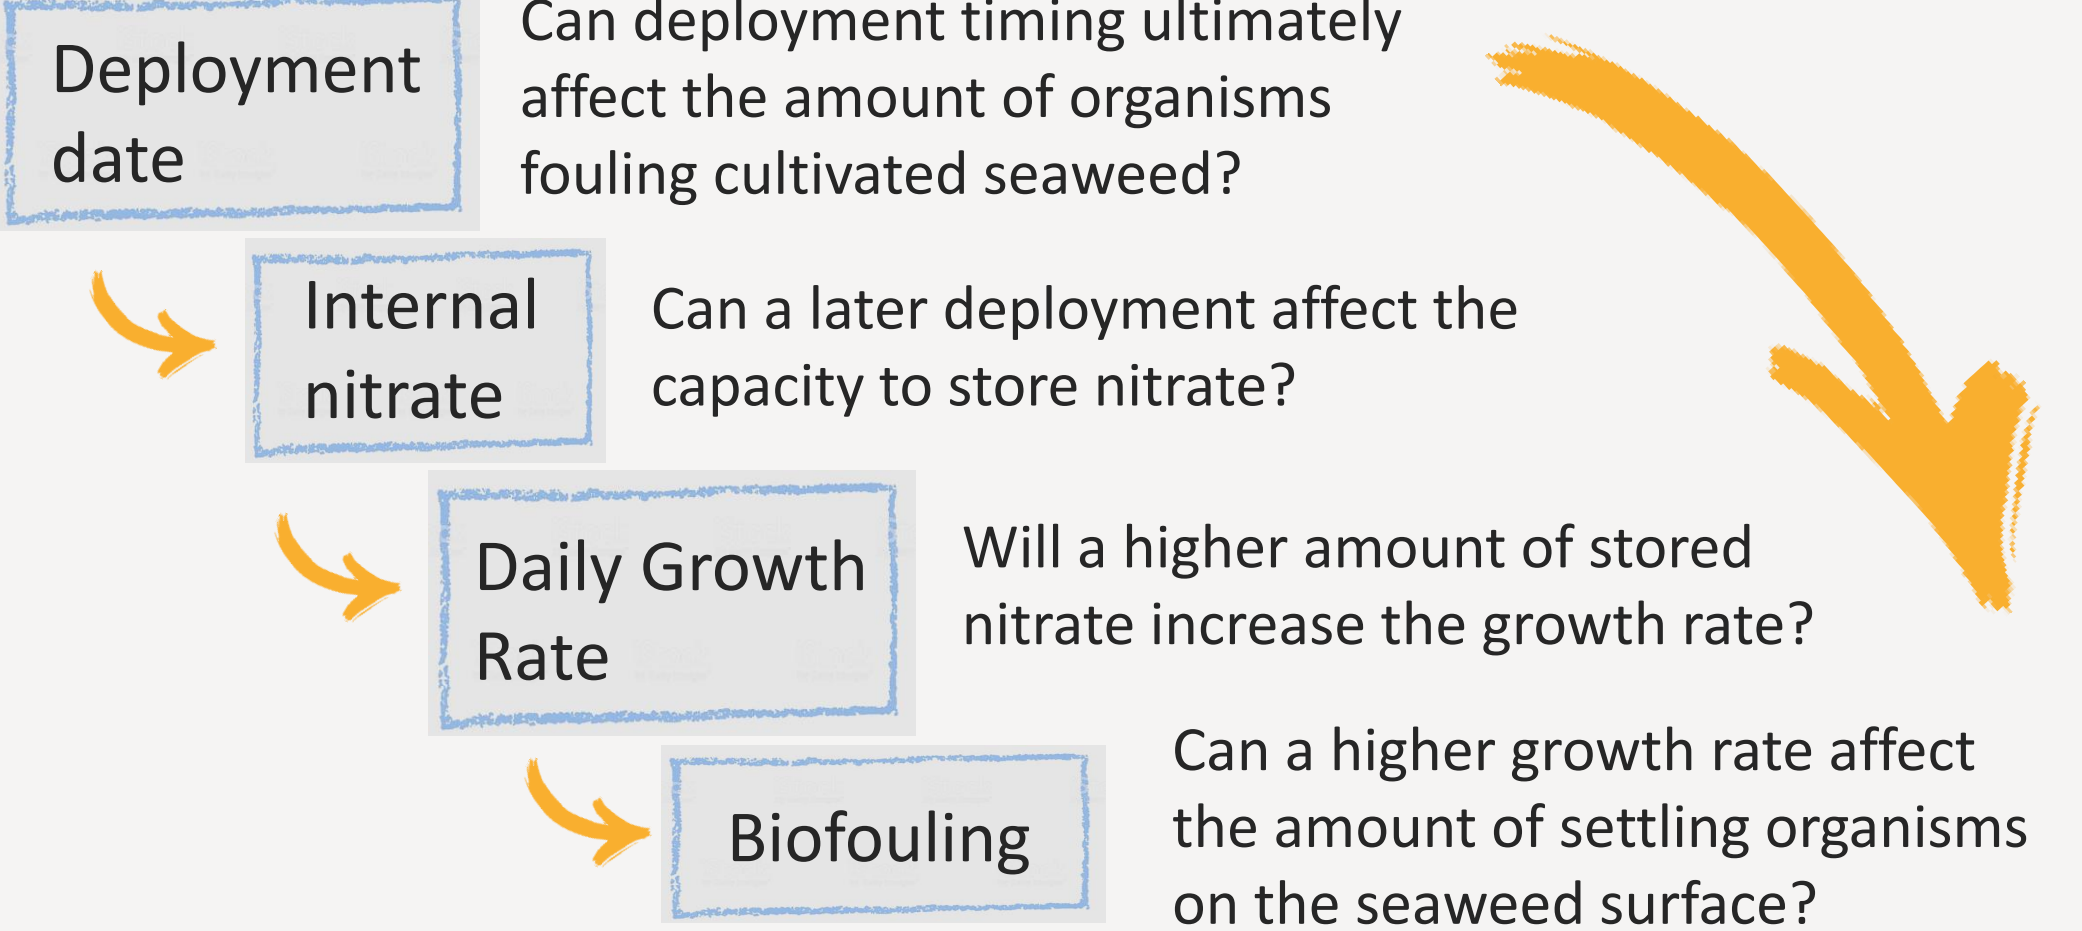 Deployment
date
Can deployment timing ultimately
affect the amount of organisms
fouling cultivated seaweed?
Internal
nitrate
Can a later deployment affect the
capacity to store nitrate?
Daily Growth
Rate
Will a higher amount of stored
nitrate increase the growth rate?
Biofouling
Can a higher growth rate affect
the amount of settling organisms
on the seaweed surface?